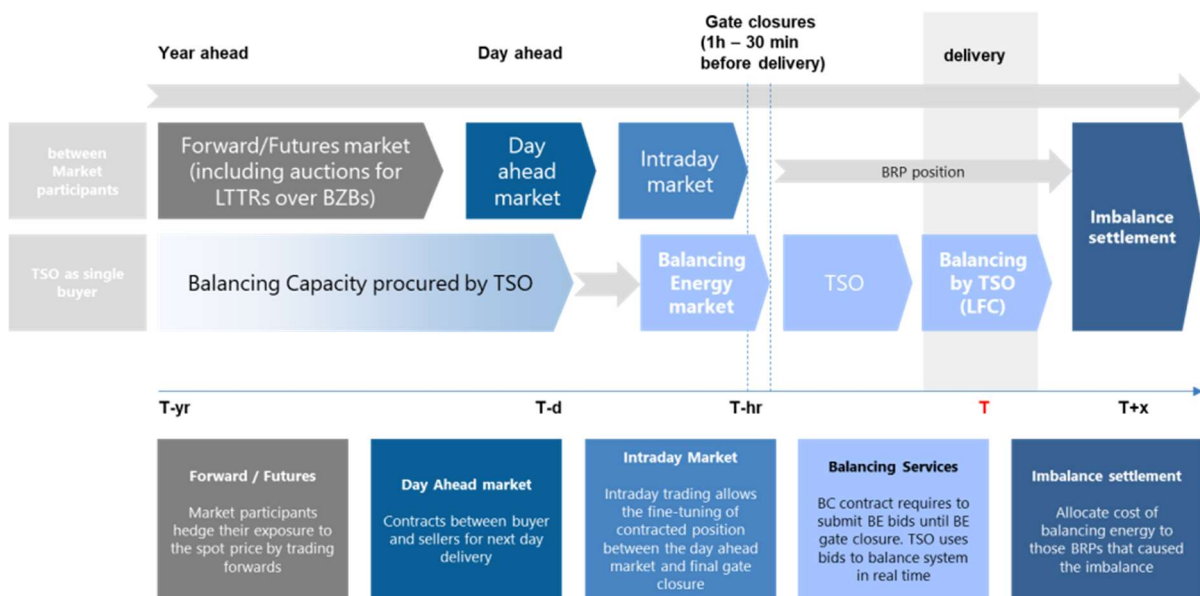 Gate closures
(1h – 30 min
before delivery)
Year ahead
Day ahead
delivery
between
Market
participants
Forward/Futures market
(including auctions for
LTTRs over BZBs)
Day
ahead
market
Intraday
market
BRP position
Imbalance
settlement
TSO as single
buyer
Balancing Capacity procured by TSO
Balancing
Energy
market
TSO
Balancing
by TSO
(LFC)
T-yr
T-d
T-hr
T
T+x
Forward / Futures
Market participants
hedge their exposure to
the spot price by trading
forwards
Day Ahead market
Contracts between buyer
and sellers for next day
delivery
Intraday Market
Intraday trading allows
the fine-tuning of
contracted position
between the day ahead
market and final gate
closure
Balancing Services
BC contract requires to
submit BE bids until BE
gate closure. TSO uses
bids to balance system
in real time
Imbalance settlement
Allocate cost of
balancing energy to
those BRPs that caused
the imbalance